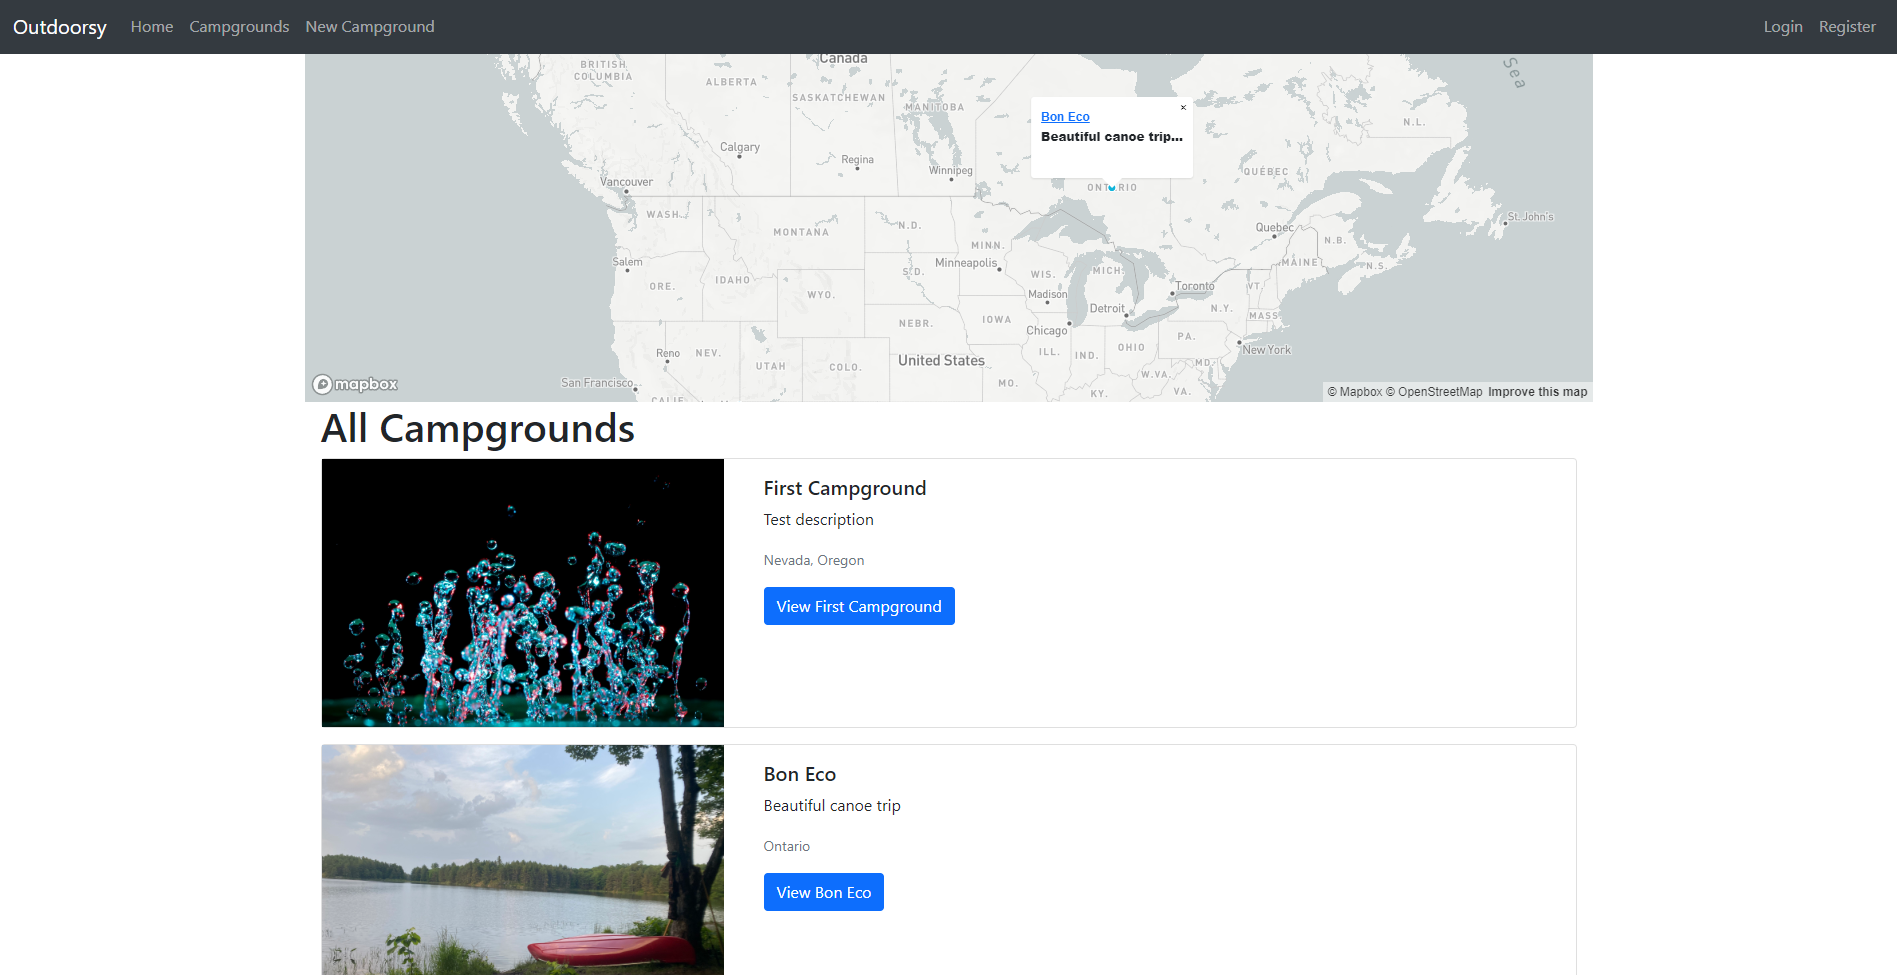 Outdoorsy Home Campgrounds New Campground Login Register
Canada
Sea
BRITISH
COLUMBIA
ALBERTA
SASKATCHEWAN
MANITOBA
Bon Eco
×
Beautiful canoe trip...
N.L.
Calgary
Regina
Winnipeg
QUÉBEC
Vancouver
ONTARIO
WASH.
MONTANA
N.D.
MINN.
Quebec
St. John's
N.B.
Salem
Minneapolis
S.D.
WIS.
MICH.
MAINE
N.S.
ORE.
IDAHO
WYO.
Madison
Toronto
VT.
Detroit
N.Y.
MASS.
NEBR.
IOWA
Chicago
PA.
Reno
NEV.
UTAH
COLO.
United States
ILL.
IND.
OHIO
New York
MD.
San Francisco
MO.
W.VA.
KY.
VA.
CALIF.
mapbox
© Mapbox © OpenStreetMap Improve this map
All Campgrounds
First Campground
Test description
Nevada, Oregon
View First Campground
Bon Eco
Beautiful canoe trip
Ontario
View Bon Eco